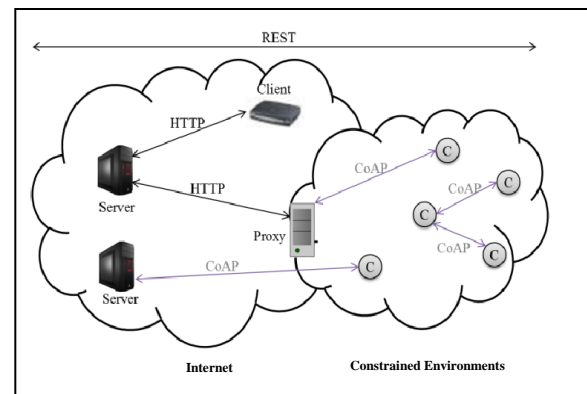 REST
Client
HTTP
CoAP
C
C
CoAP
HTTP
Server
C
Proxy
CoAP
C
CoAP
C
Server
Internet
Constrained Environments